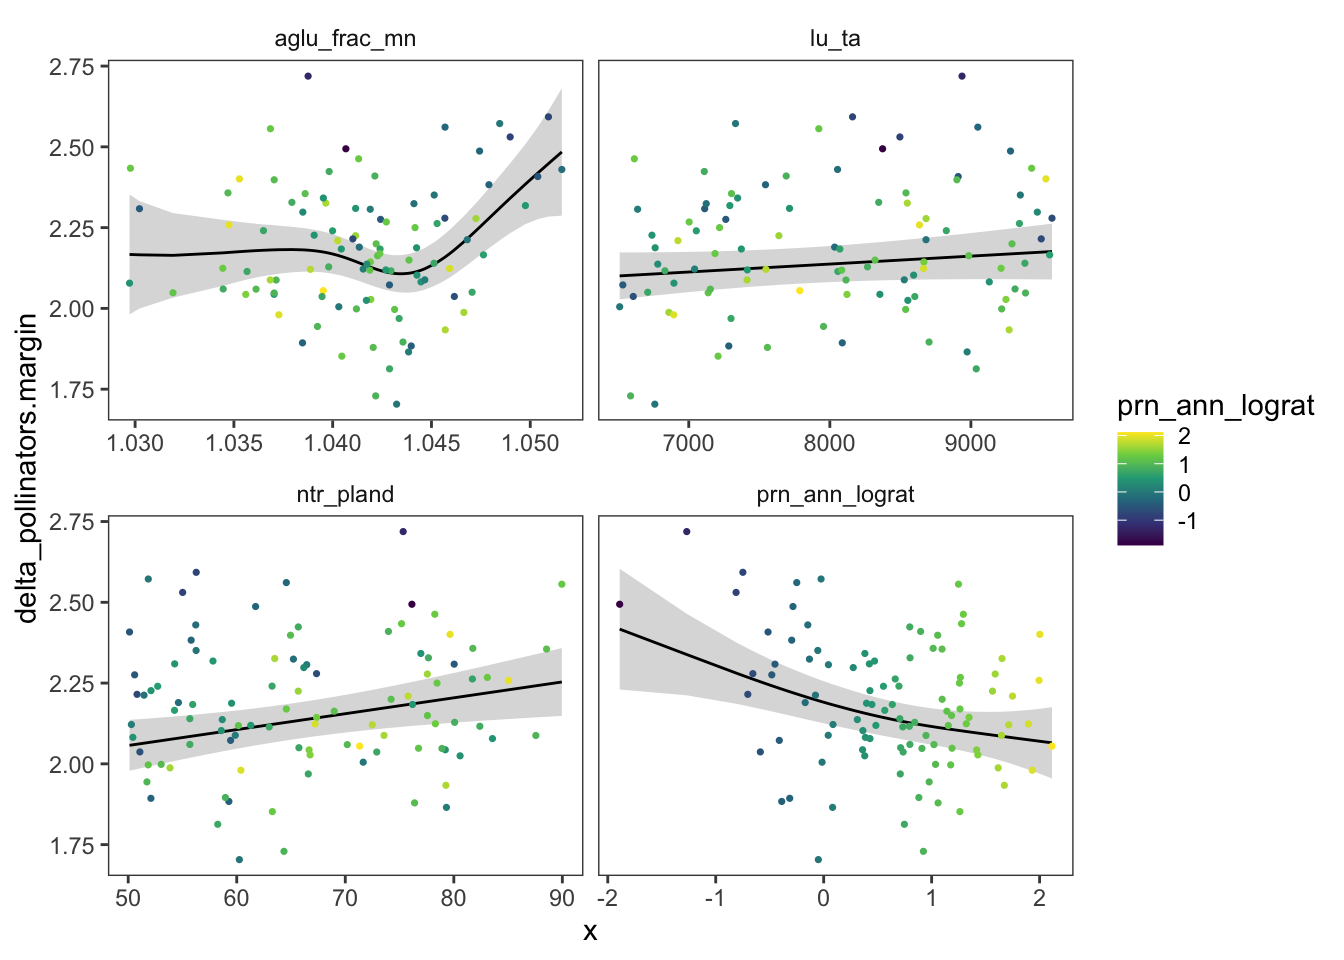 aglu_frac_mn
lu_ta
2.75
2.50
2.25
2.00
1.75
1.030 1.035 1.040 1.045 1.050
7000 8000 9000
ntr_pland
prn_ann_lograt
2.75
2.50
2.25
2.00
1.75
50 60 70 80 90
-2 -1 0 1 2
x
delta_pollinators.margin
prn_ann_lograt
2
1
0
-1